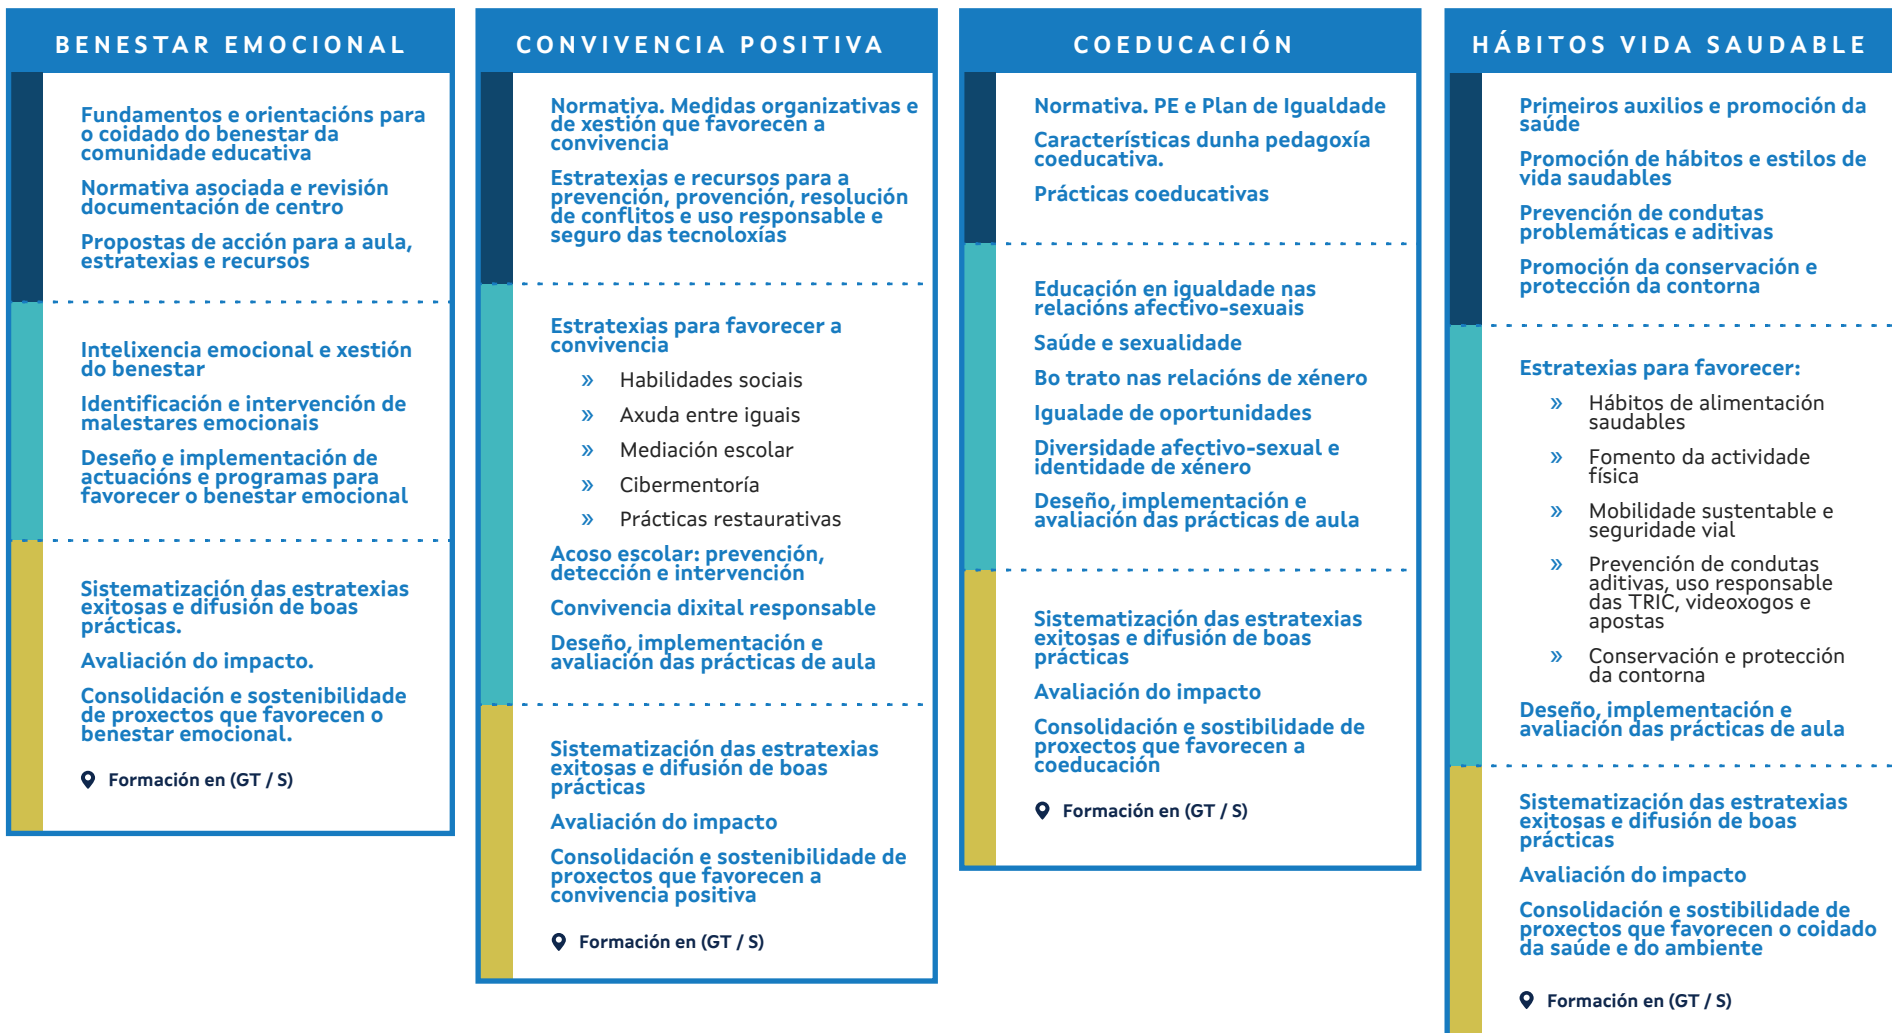 BENESTAR EMOCIONAL
Fundamentos e orientacións para
o coidado do benestar da
comunidade educativa
Normativa asociada e revisión
documentación de centro
Propostas de acción para a aula,
estratexias e recursos
Intelixencia emocional e xestión
do benestar
Identificación e intervención de
malestares emocionais
Deseño e implementación de
actuacións e programas para
favorecer o benestar emocional
Sistematización das estratexias
exitosas e difusión de boas
prácticas.
Avaliación do impacto.
Consolidación e sostenibilidade
de proxectos que favorecen o
benestar emocional.
Formación en (GT / S)
CONVIVENCIA POSITIVA
Normativa. Medidas organizativas e
de xestión que favorecen a
convivencia
Estratexias e recursos para a
prevención, provención, resolución
de conflitos e uso responsable e
seguro das tecnoloxías
Estratexias para favorecer a
convivencia
» Habilidades sociais
» Axuda entre iguais
» Mediación escolar
» Cibermentoría
» Prácticas restaurativas
Acoso escolar: prevención,
detección e intervención
Convivencia dixital responsable
Deseño, implementación e
avaliación das prácticas de aula
Sistematización das estratexias
exitosas e difusión de boas
prácticas
Avaliación do impacto
Consolidación e sostenibilidade de
proxectos que favorecen a
convivencia positiva
Formación en (GT / S)
COEDUCACIÓN
Normativa. PE e Plan de Igualdade
Características dunha pedagoxía
coeducativa.
Prácticas coeducativas
Educación en igualdade nas
relacións afectivo-sexuais
Saúde e sexualidade
Bo trato nas relacións de xénero
Igualade de oportunidades
Diversidade afectivo-sexual e
identidade de xénero
Deseño, implementación e
avaliación das prácticas de aula
Sistematización das estratexias
exitosas e difusión de boas
prácticas
Avaliación do impacto
Consolidación e sostibilidade de
proxectos que favorecen a
coeducación
Formación en (GT / S)
HÁBITOS VIDA SAUDABLE
Primeiros auxilios e promoción da
saúde
Promoción de hábitos e estilos de
vida saudables
Prevención de condutas
problemáticas e aditivas
Promoción da conservación e
protección da contorna
Estratexias para favorecer:
» Hábitos de alimentación
saudables
» Fomento da actividade
física
» Mobilidade sustentable e
seguridade vial
» Prevención de condutas
aditivas, uso responsable
das TRIC, videoxogos e
apostas
» Conservación e protección
da contorna
Deseño, implementación e
avaliación das prácticas de aula
Sistematización das estratexias
exitosas e difusión de boas
prácticas
Avaliación do impacto
Consolidación e sostibilidade de
proxectos que favorecen o coidado
da saúde e do ambiente
Formación en (GT / S)